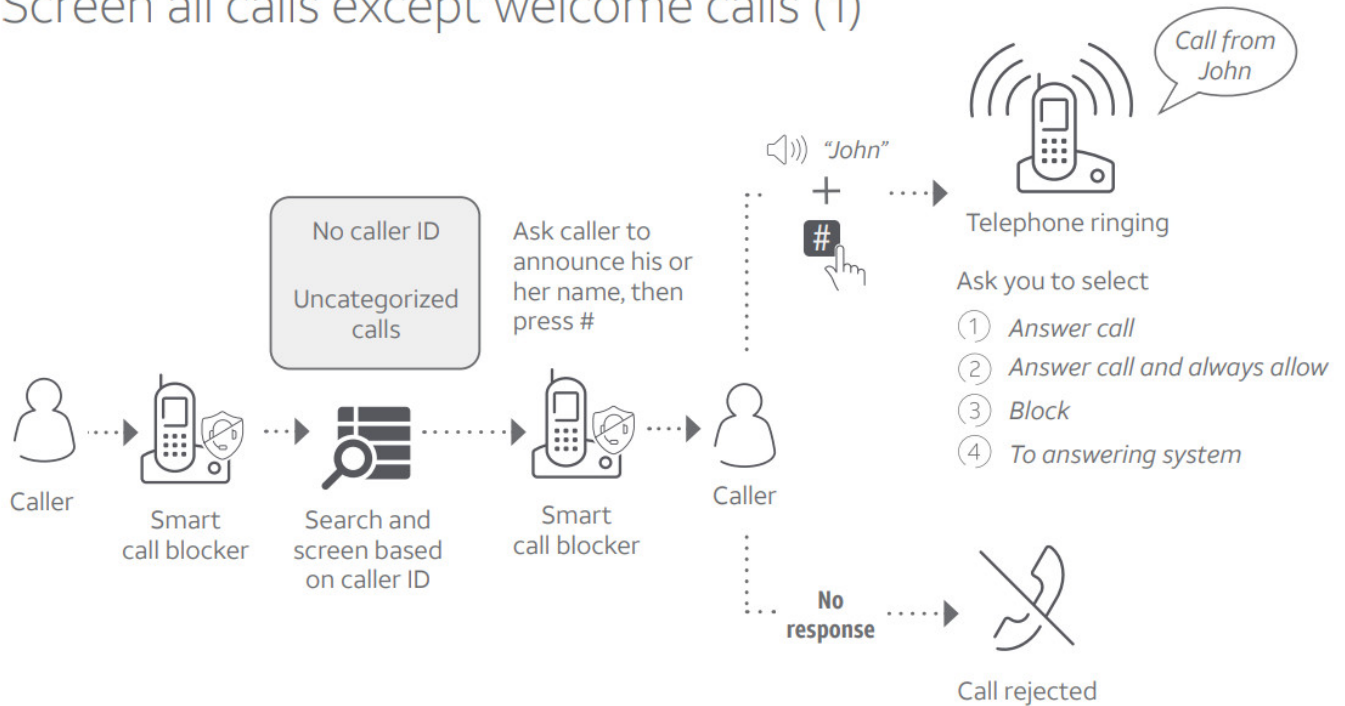 Screen all calls except welcome calls (1)
Call from
John
"John"
+
#
Telephone ringing
No caller ID
Uncategorized
calls
Ask caller to
announce his or
her name, then
press #
Ask you to select
1 Answer call
2 Answer call and always allow
3 Block
4 To answering system
Caller
Smart
call blocker
Search and
screen based
on caller ID
Smart
call blocker
Caller
No
response
Call rejected